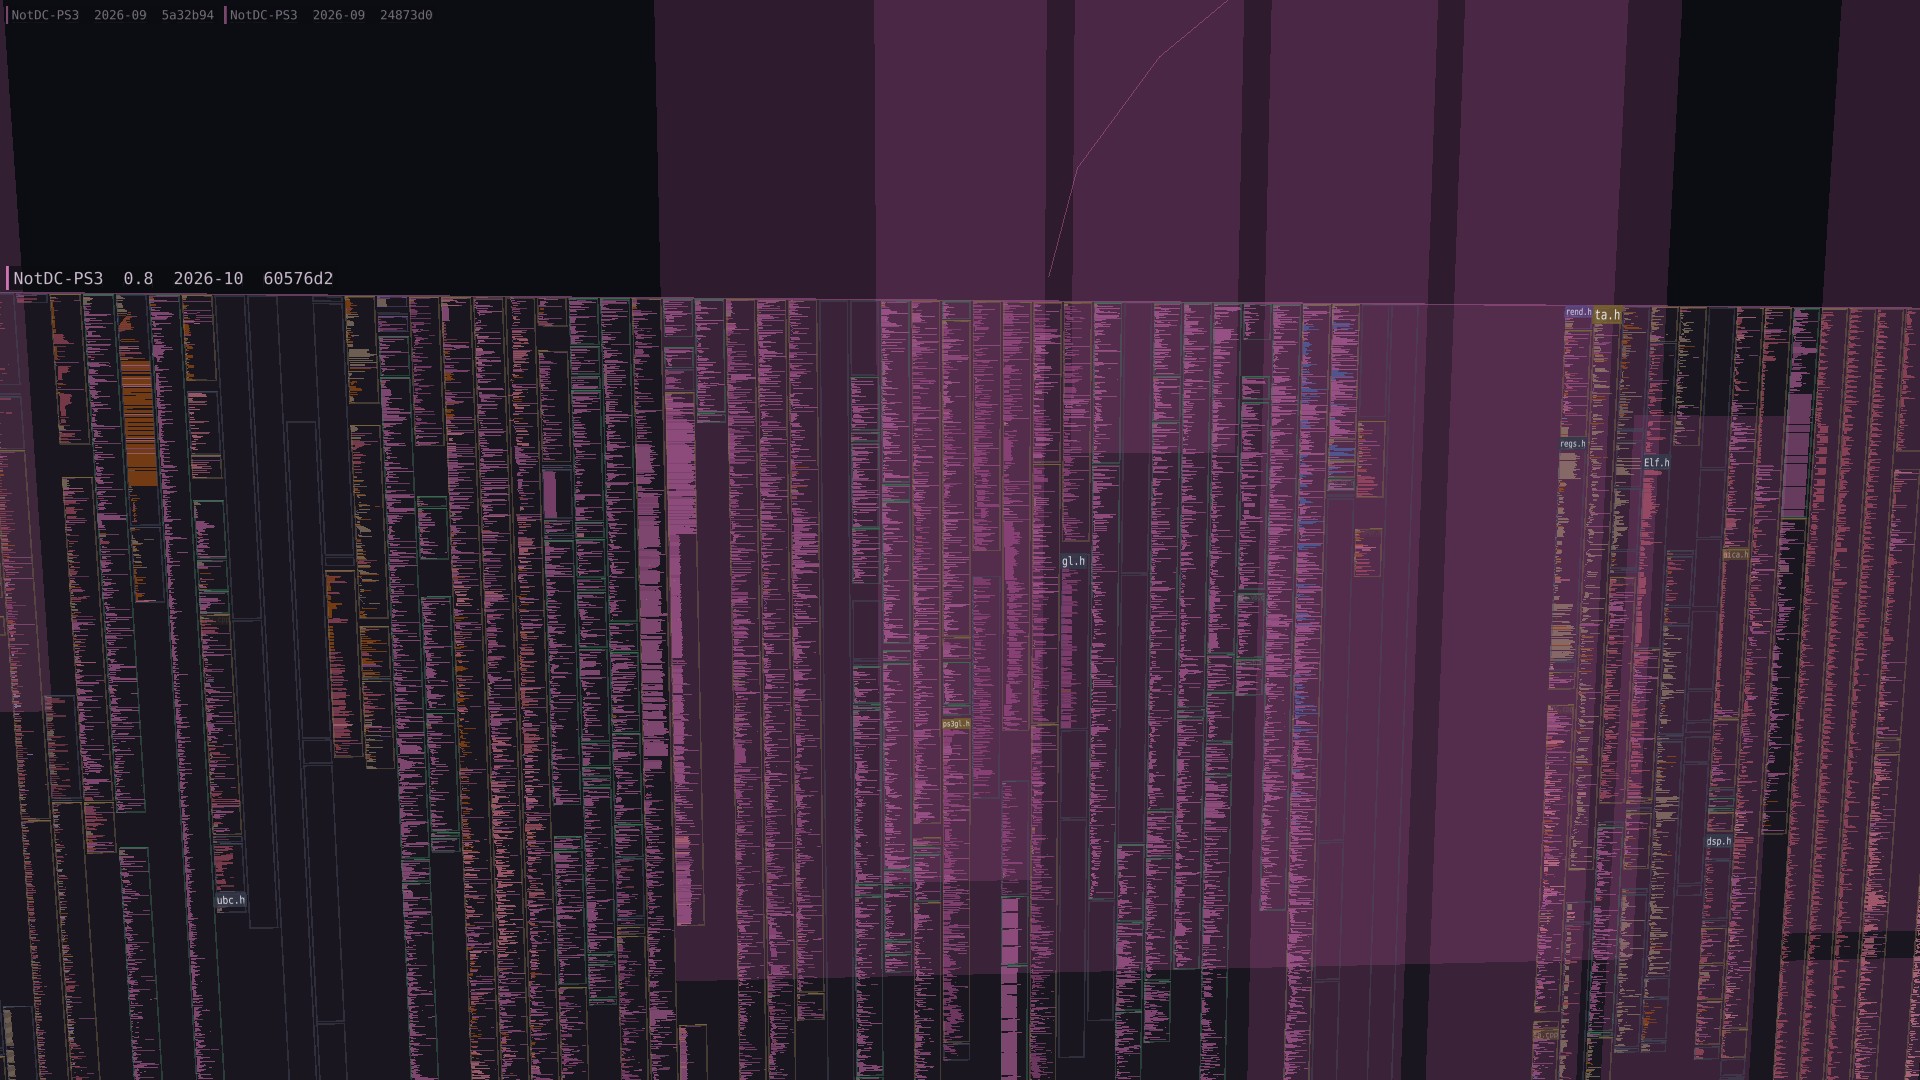 NotDC-PS3 2026-09 5a32b94 NotDC-PS3 2026-09 24873d0
NotDC-PS3 0.8 2026-10 60576d2
rend.h ta.h
regs.h
Elf.h
gl.h
ps3gl.h
dsp.h
ubc.h